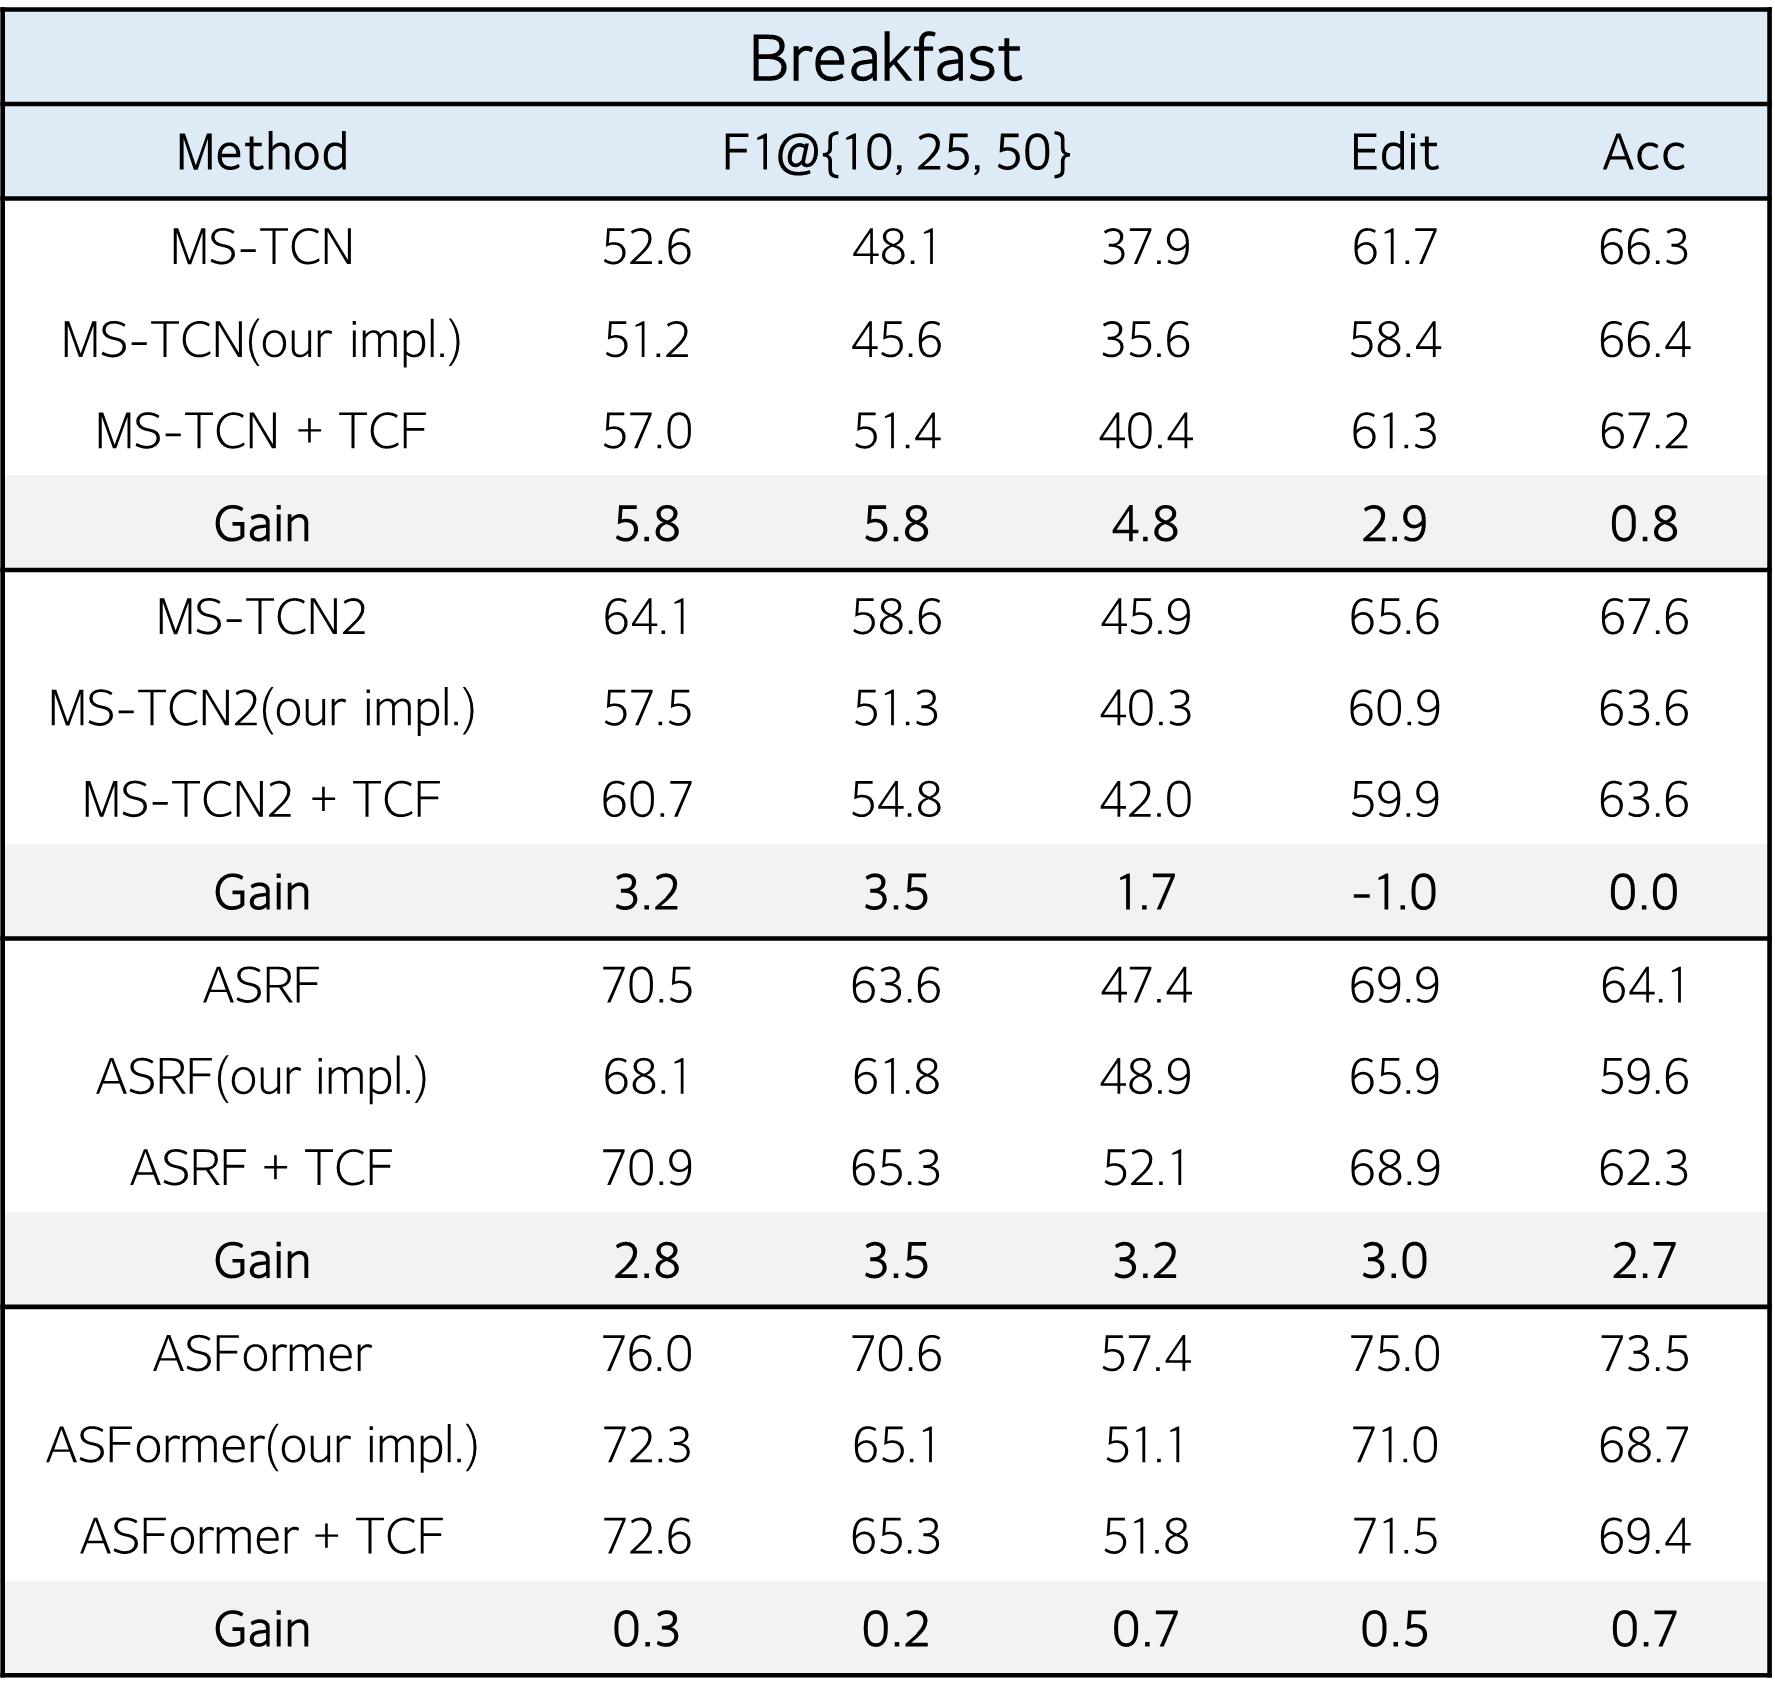 Breakfast
Method F1@{10, 25, 50} Edit Acc
MS-TCN 52.6 48.1 37.9 61.7 66.3
MS-TCN(our impl.) 51.2 45.6 35.6 58.4 66.4
MS-TCN + TCF 57.0 51.4 40.4 61.3 67.2
Gain 5.8 5.8 4.8 2.9 0.8
MS-TCN2 64.1 58.6 45.9 65.6 67.6
MS-TCN2(our impl.) 57.5 51.3 40.3 60.9 63.6
MS-TCN2 + TCF 60.7 54.8 42.0 59.9 63.6
Gain 3.2 3.5 1.7 -1.0 0.0
ASRF 70.5 63.6 47.4 69.9 64.1
ASRF(our impl.) 68.1 61.8 48.9 65.9 59.6
ASRF + TCF 70.9 65.3 52.1 68.9 62.3
Gain 2.8 3.5 3.2 3.0 2.7
ASFormer 76.0 70.6 57.4 75.0 73.5
ASFormer(our impl.) 72.3 65.1 51.1 71.0 68.7
ASFormer + TCF 72.6 65.3 51.8 71.5 69.4
Gain 0.3 0.2 0.7 0.5 0.7